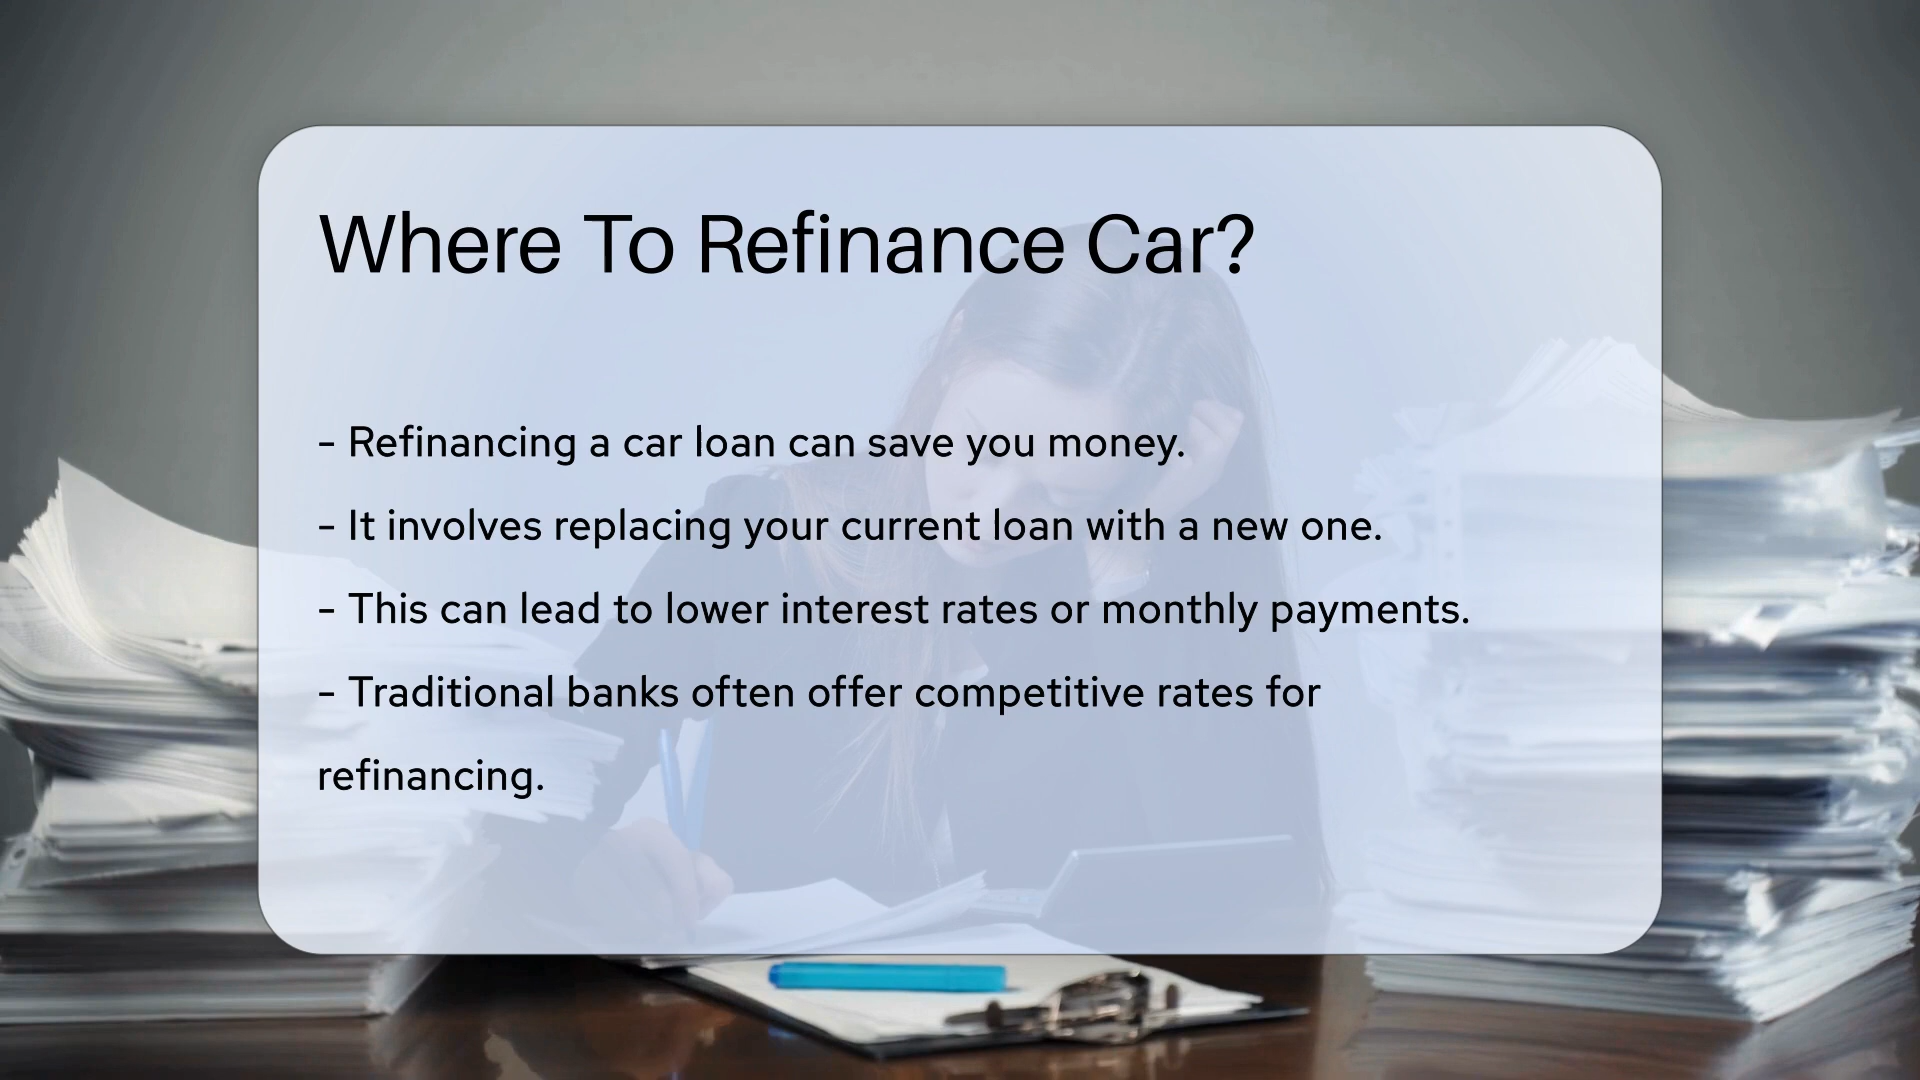 Where To Refinance Car?
- Refinancing a car loan can save you money.
- It involves replacing your current loan with a new one.
- This can lead to lower interest rates or monthly payments.
- Traditional banks often offer competitive rates for
refinancing.